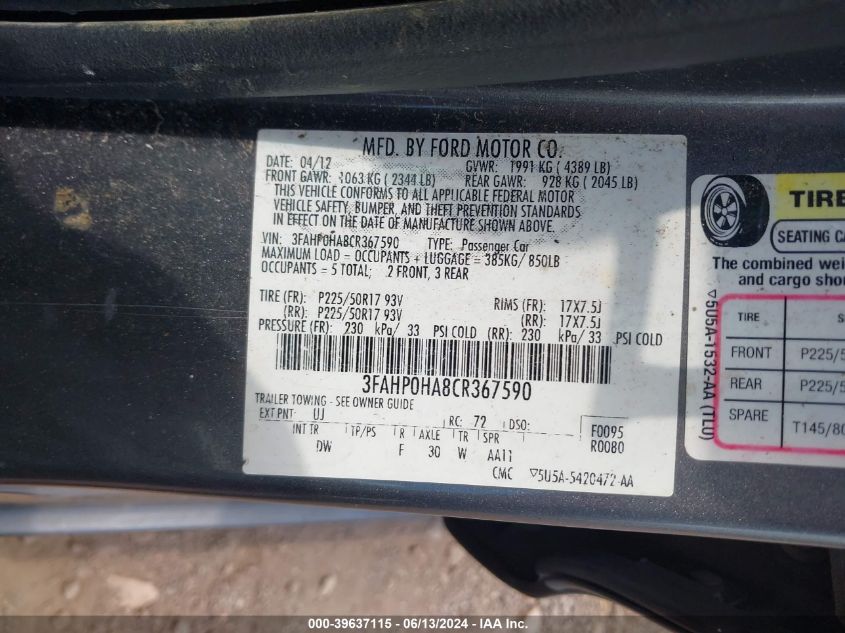 MFD. BY FORD MOTOR CO.
DATE: 04/12 GVWR: 1991 KG ( 4389 LB)
FRONT GAWR: 1063 KG ( 2344 LB) REAR GAWR: 928 KG ( 2045 LB)
THIS VEHICLE CONFORMS TO ALL APPLICABLE FEDERAL MOTOR
VEHICLE SAFETY, BUMPER, AND THEFT PREVENTION STANDARDS
IN EFFECT ON THE DATE OF MANUFACTURE SHOWN ABOVE.
VIN: 3FAHP0HA8CR367590 TYPE: Passenger Car
MAXIMUM LOAD = OCCUPANTS + LUGGAGE = 385KG/ 850LB
OCCUPANTS = 5 TOTAL; 2 FRONT, 3 REAR
TIRE (FR): P225/50R17 93V RIMS (FR): 17X7.5J
(RR): P225/50R17 93V (RR): 17X7.5J
PRESSURE (FR): 230 kPa/ 33 PSI COLD (RR): 230 kPa/ 33 PSI COLD
3FAHP0HA8CR367590
TRAILER TOWING - SEE OWNER GUIDE
EXT PNT: UJ RC: 72 DSO: F0095
INT TR TP/PS R AXLE TR SPR R0080
DW F 30 W AA11
CMC ▽5U5A-5420472-AA
TIRE
SEATING CA
The combined wei
and cargo shou
▽5U5A-1532-AA (TL0)
TIRE S
FRONT P225/5
REAR P225/5
SPARE T145/80
000-39637115 - 06/13/2024 - IAA Inc.